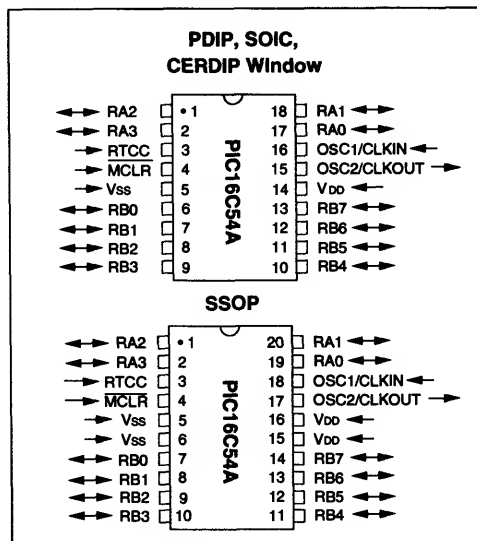 PDIP, SOIC,
CERDIP Window
RA2 1 18 RA1
RA3 2 17 RA0
RTCC 3 16 OSC1/CLKIN
MCLR 4 15 OSC2/CLKOUT
VSS 5 14 VDD
RB0 6 13 RB7
RB1 7 12 RB6
RB2 8 11 RB5
RB3 9 10 RB4
PIC16C54A
SSOP
RA2 1 20 RA1
RA3 2 19 RA0
RTCC 3 18 OSC1/CLKIN
MCLR 4 17 OSC2/CLKOUT
VSS 5 16 VDD
VSS 6 15 VDD
RB0 7 14 RB7
RB1 8 13 RB6
RB2 9 12 RB5
RB3 10 11 RB4
PIC16C54A